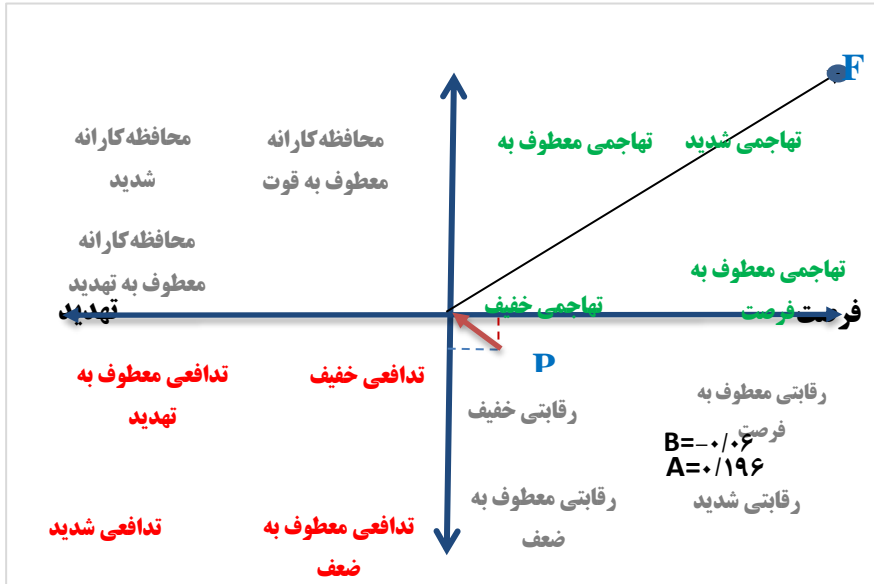 F
محافظه‌کارانه
شدید
محافظه‌کارانه
معطوف به قوت
تهاجمی معطوف به
تهاجمی شدید
محافظه‌کارانه
معطوف به تهدید
تهاجمی معطوف به
فرصت
تهدید
تهاجمی خفیف
فرصت
P
تدافعی معطوف به
تهدید
تدافعی خفیف
رقابتی خفیف
رقابتی معطوف به
فرصت
B=−۰/۰۶
A=۰/۱۹۶
تدافعی شدید
تدافعی معطوف به
ضعف
رقابتی معطوف به
ضعف
رقابتی شدید